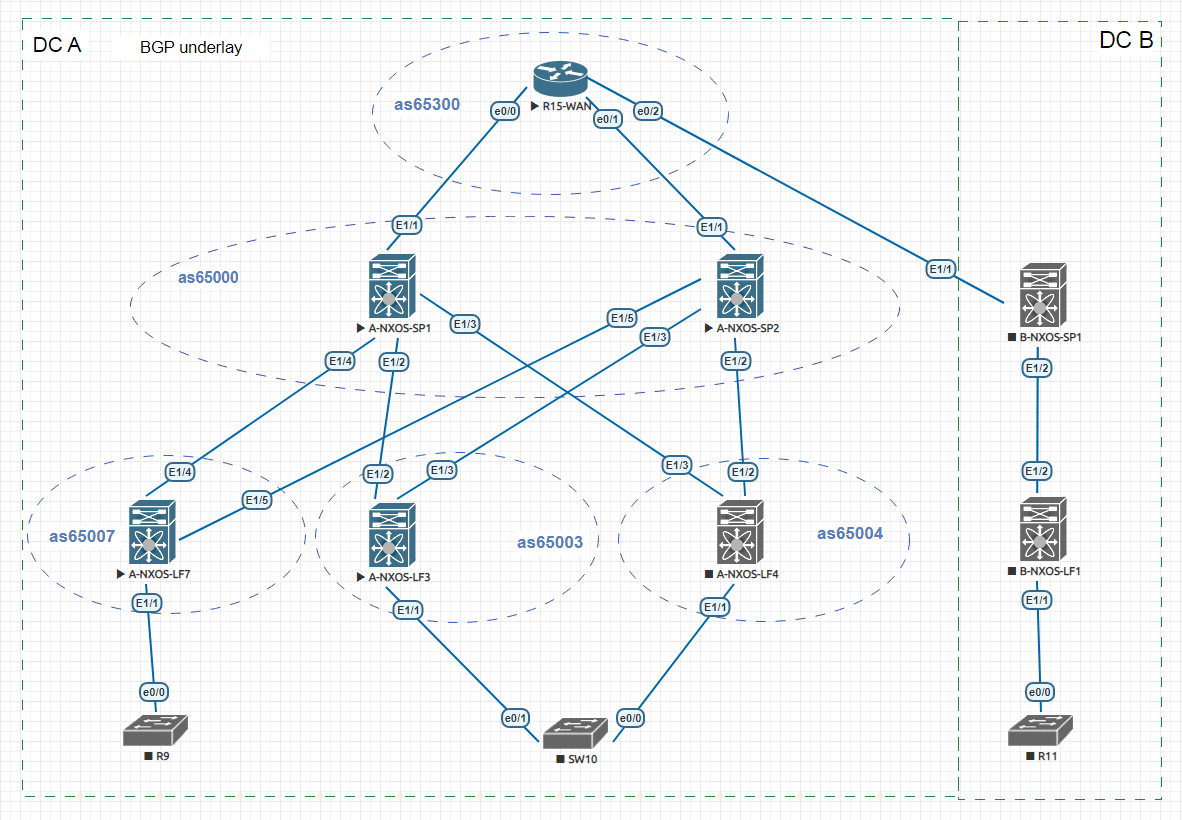 DC A
BGP underlay
DC B
as65300
R15-WAN
e0/0
e0/1
e0/2
E1/1
E1/1
E1/1
as65000
A-NXOS-SP1
A-NXOS-SP2
B-NXOS-SP1
E1/3
E1/5
E1/3
E1/4
E1/2
E1/2
E1/2
E1/4
E1/2
E1/3
E1/3
E1/2
E1/2
E1/5
as65007
as65003
as65004
A-NXOS-LF7
A-NXOS-LF3
A-NXOS-LF4
B-NXOS-LF1
E1/1
E1/1
E1/1
E1/1
e0/0
e0/1
e0/0
e0/0
R9
SW10
R11